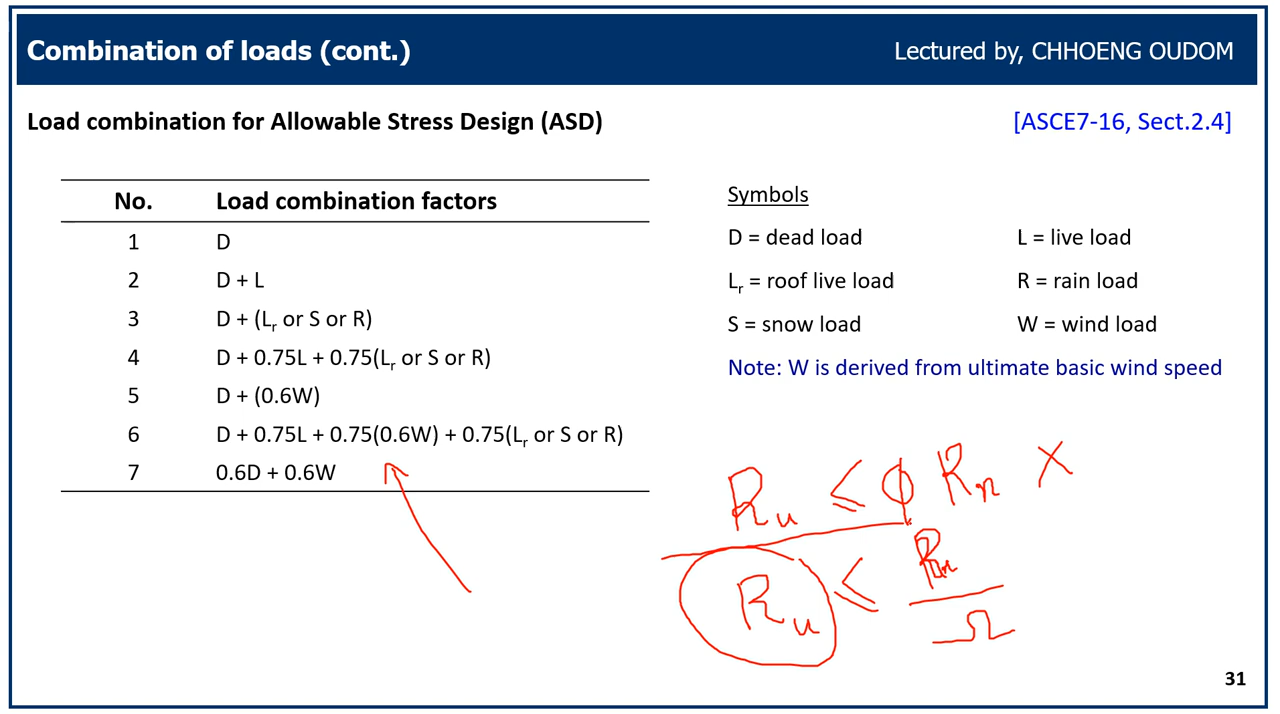 Combination of loads (cont.)
Lectured by, CHHOENG OUDOM
Load combination for Allowable Stress Design (ASD)
[ASCE7-16, Sect.2.4]
No. Load combination factors
1 D
2 D + L
3 D + (Lr or S or R)
4 D + 0.75L + 0.75(Lr or S or R)
5 D + (0.6W)
6 D + 0.75L + 0.75(0.6W) + 0.75(Lr or S or R)
7 0.6D + 0.6W
Symbols
D = dead load L = live load
Lr = roof live load R = rain load
S = snow load W = wind load
Note: W is derived from ultimate basic wind speed
Ru ≤ ϕ Rn ×
Ru ≤ Rn
Ω
31